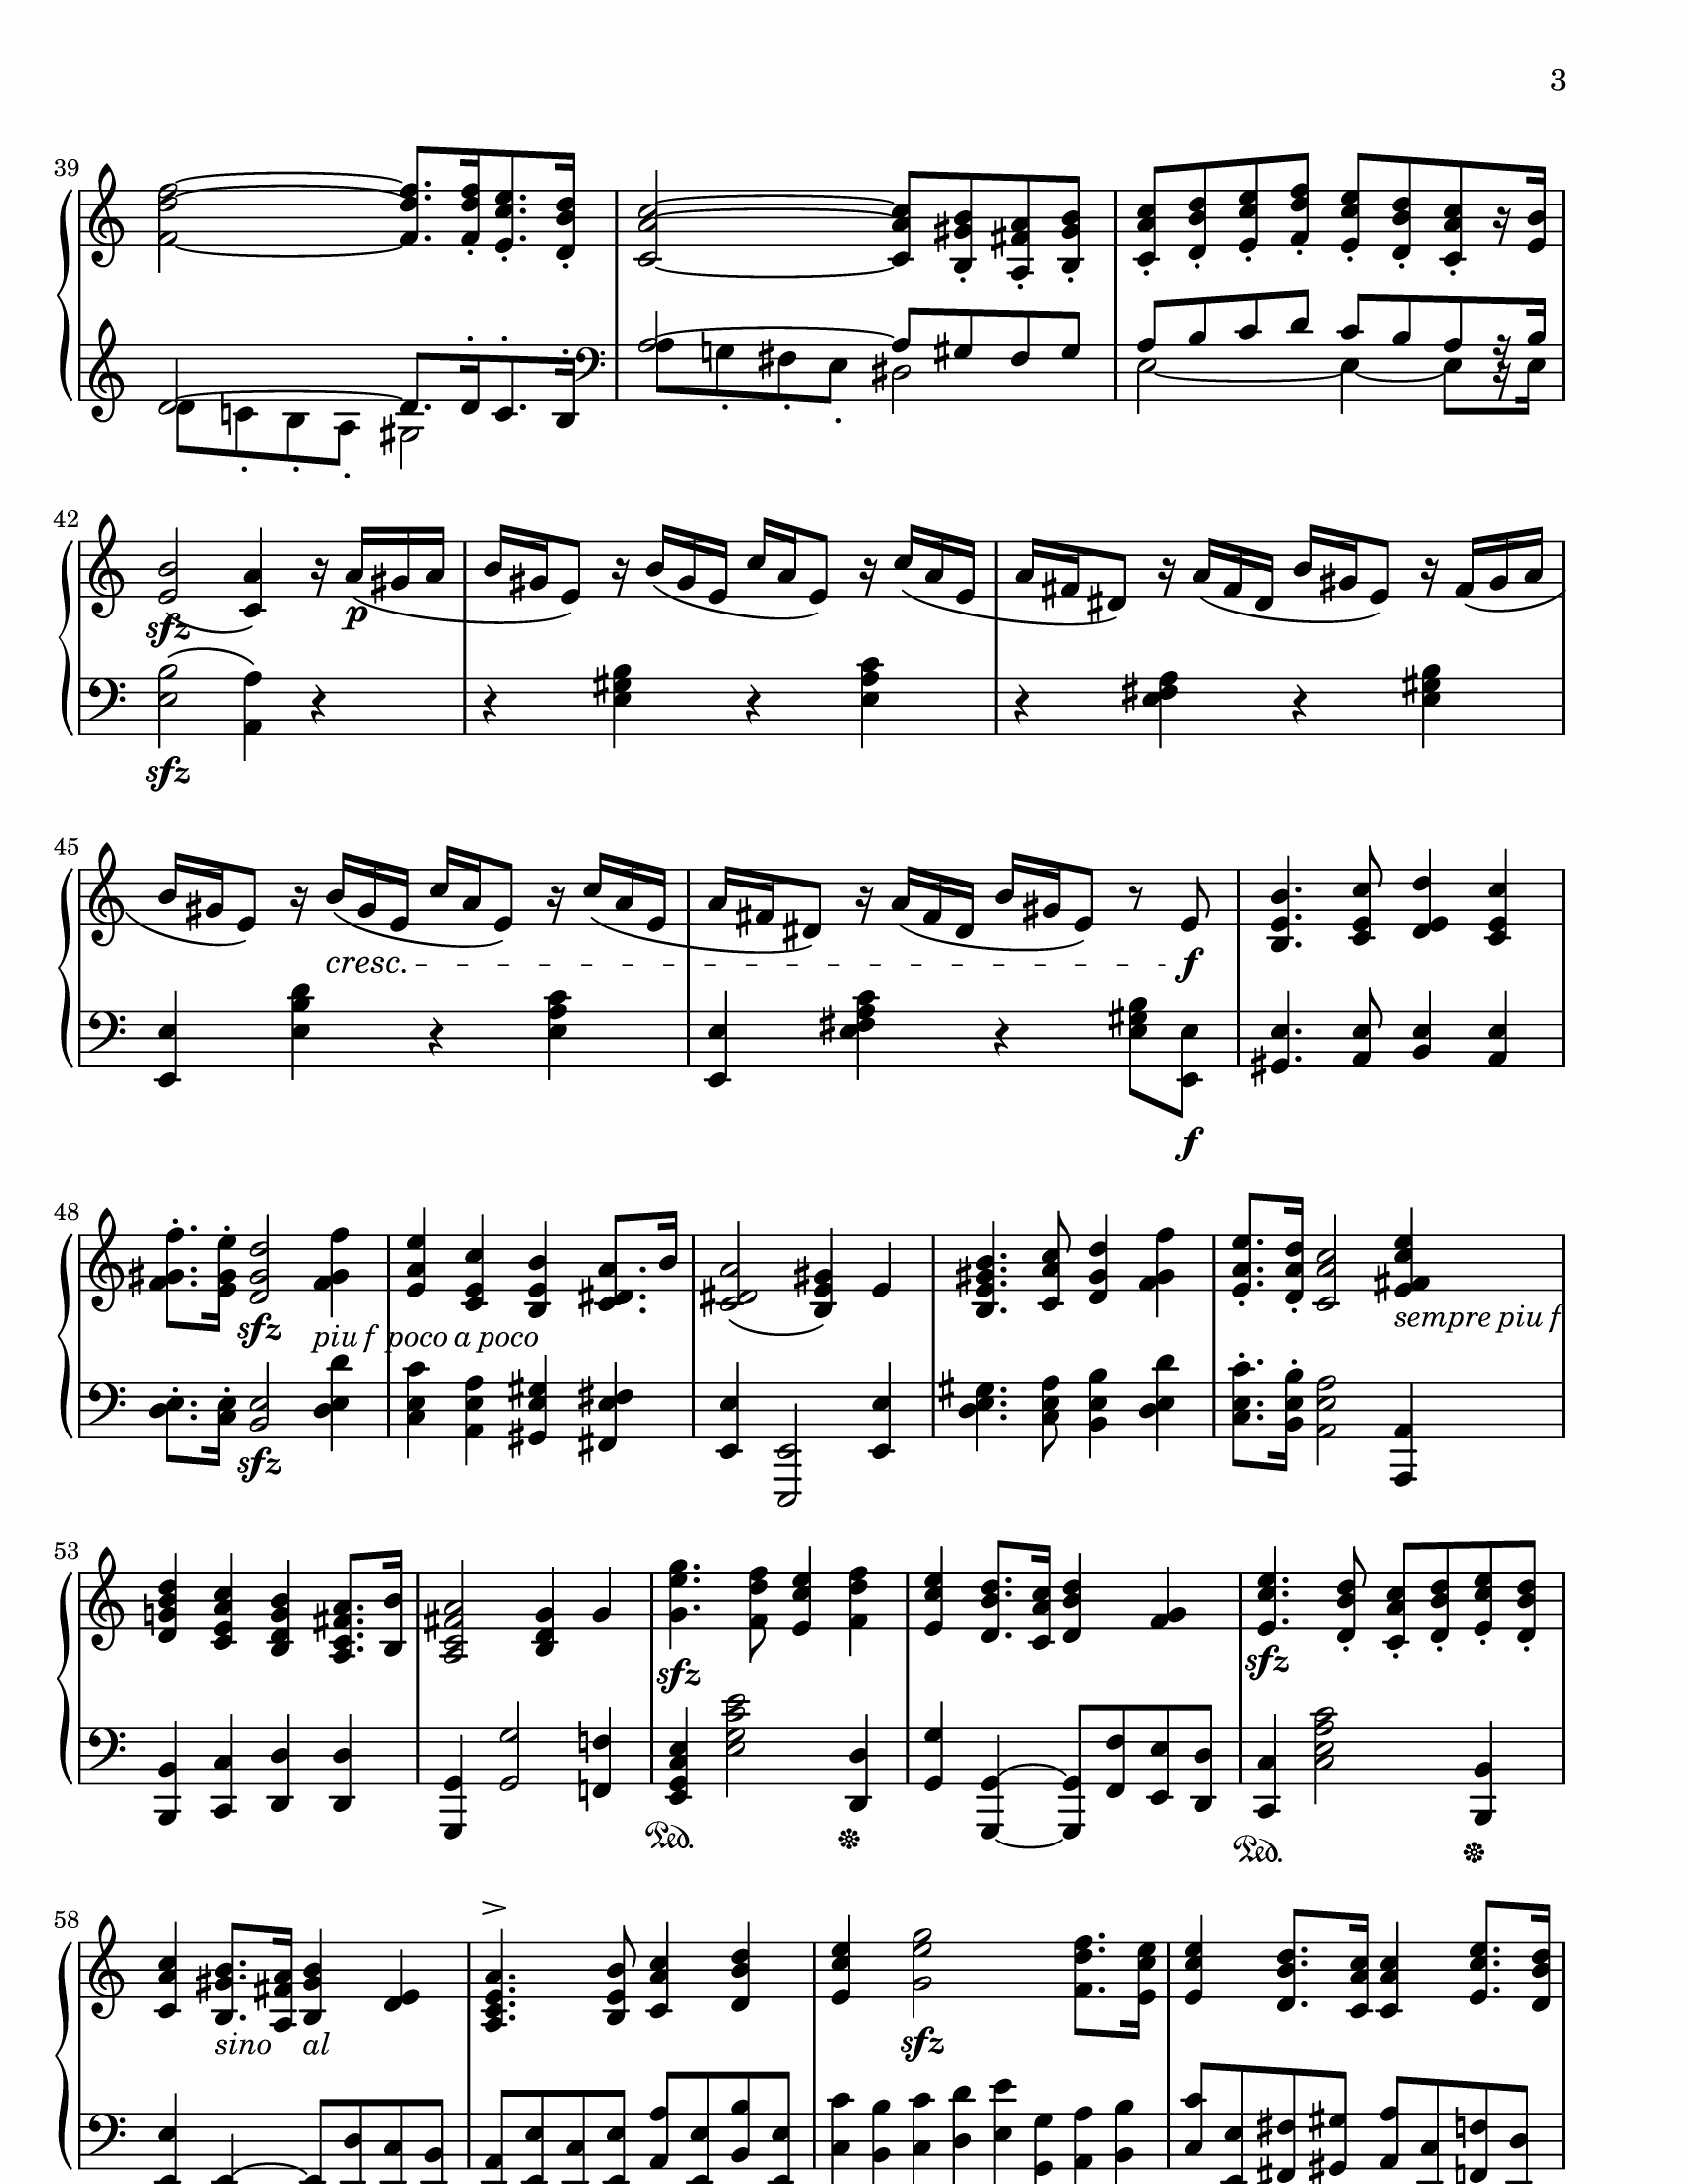 3
39
42
sfz
p
sfz
45
cresc.
f
f
48
sfz
piu f poco a poco
sempre piu f
sfz
53
sfz
sfz
Ped.
Ped.
58
sino al
sfz